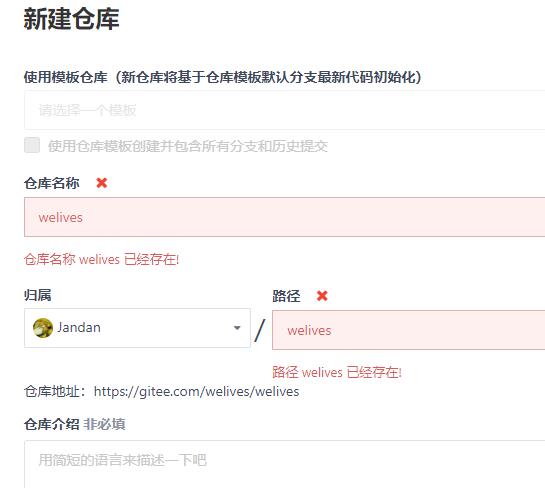 新建仓库
使用模板仓库（新仓库将基于仓库模板默认分支最新代码初始化）
请选择一个模板
使用仓库模板创建并包含所有分支和历史提交
仓库名称 ✖
welives
仓库名称 welives 已经存在!
归属
路径 ✖
Jandan
/
welives
路径 welives 已经存在!
仓库地址：https://gitee.com/welives/welives
仓库介绍 非必填
用简短的语言来描述一下吧